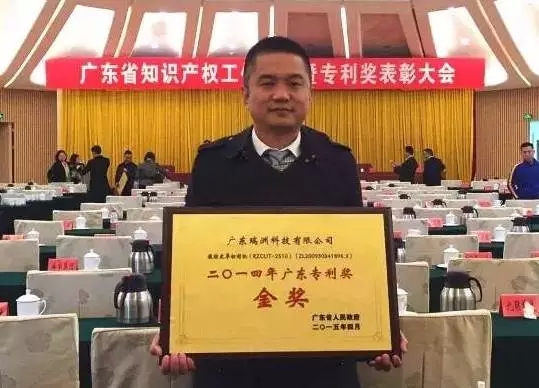 广东省知识产权工
专利奖表彰大会
广东瑞洲科技有限公司
(RZCUT-2510)
二〇一四年广东专利奖
金奖
广东省人民政府
二〇一五年四月